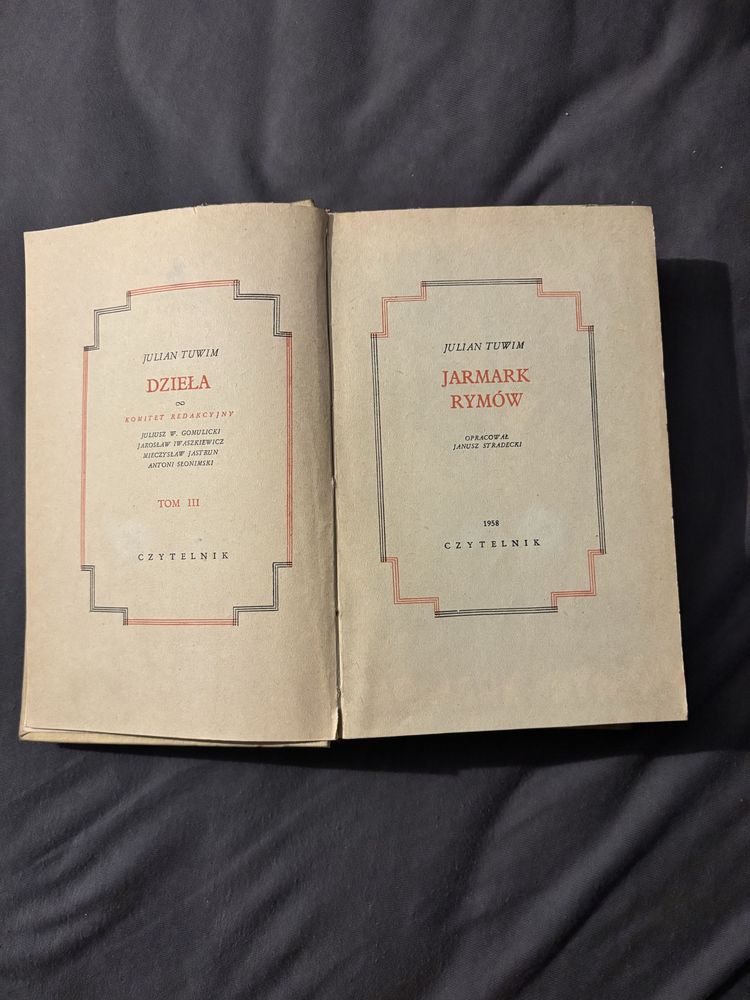 JULIAN TUWIM
DZIEŁA
KOMITET REDAKCYJNY
JULIUSZ W. GOMULICKI
JAROSŁAW IWASZKIEWICZ
MIECZYSŁAW JASTRUN
ANTONI SŁONIMSKI
TOM III
CZYTELNIK
JULIAN TUWIM
JARMARK
RYMÓW
OPRACOWAŁ
JANUSZ STRADECKI
1958
CZYTELNIK